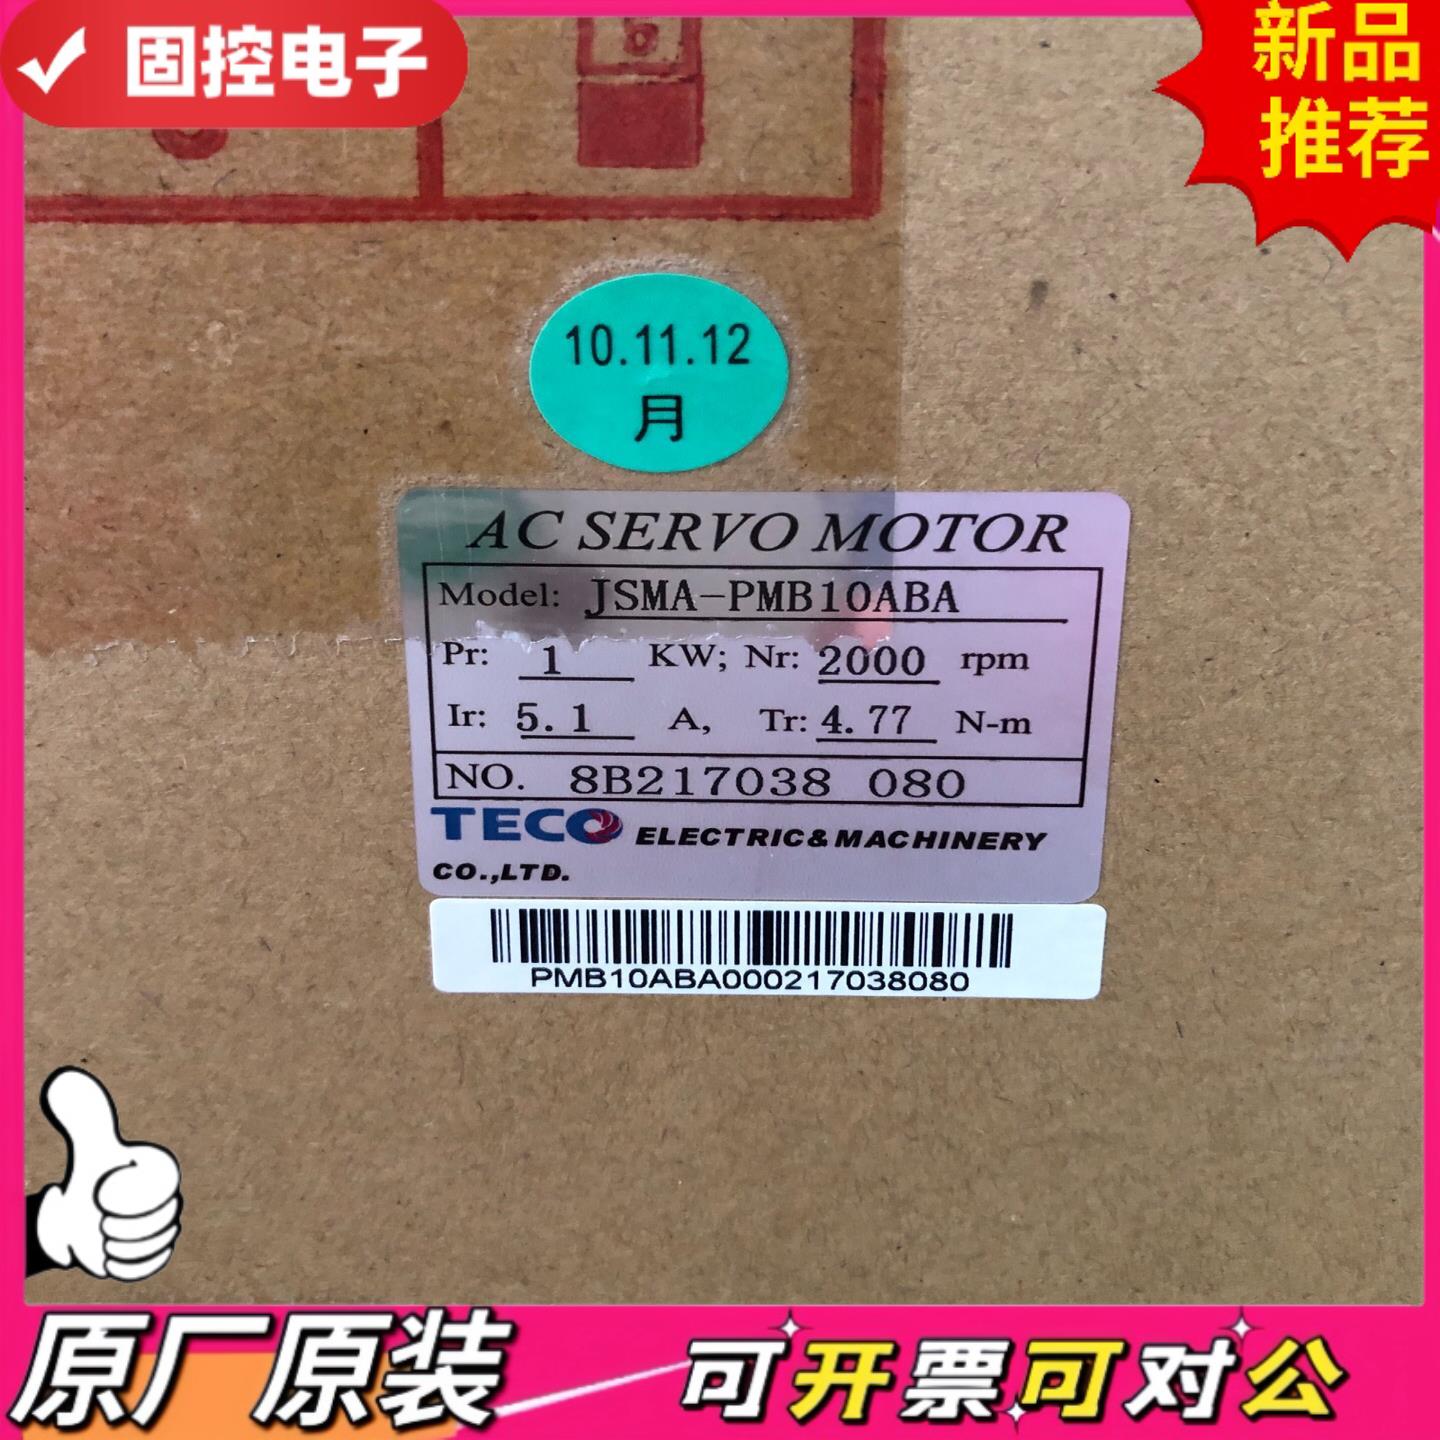 固控电子
新品
推荐
10.11.12
月
AC SERVO MOTOR
Model: JSMA-PMB10ABA
Pr: 1 KW; Nr: 2000 rpm
Ir: 5.1 A, Tr: 4.77 N-m
NO. 8B217038 080
TECO ELECTRIC&MACHINERY
CO.,LTD.
PMB10ABA000217038080
原厂原装
可开票可对公